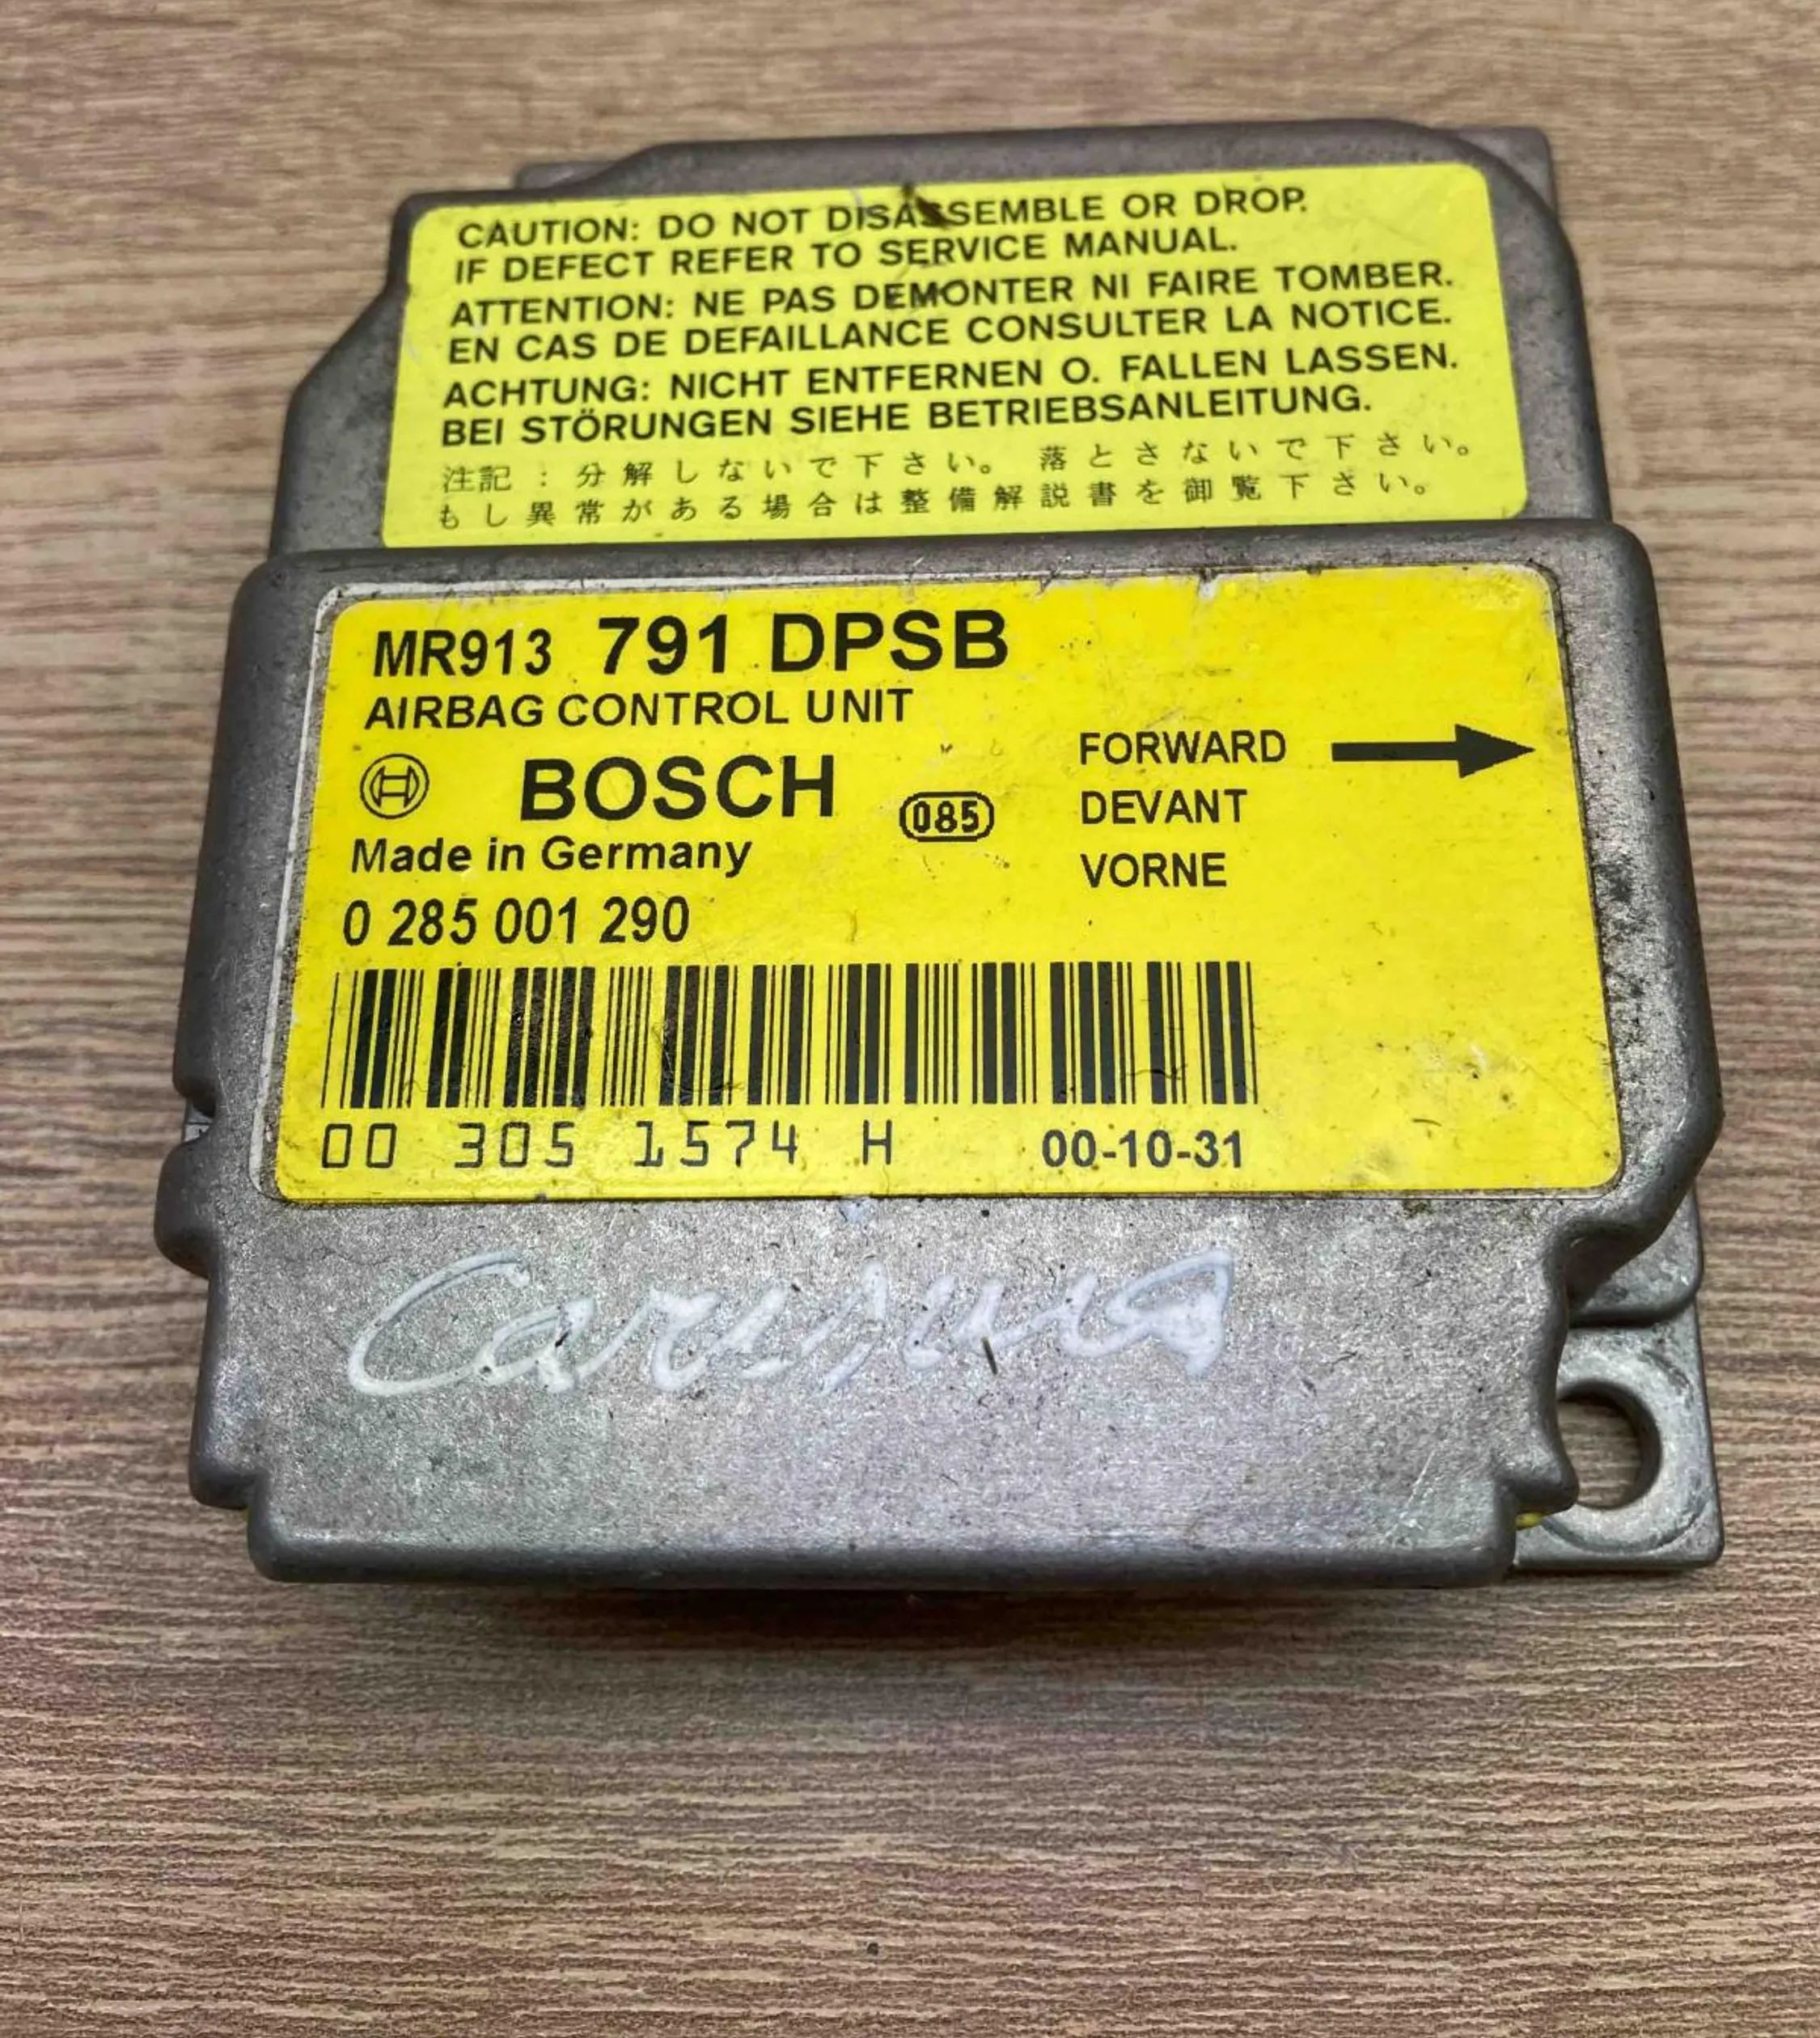 CAUTION: DO NOT DISASSEMBLE OR DROP.
IF DEFECT REFER TO SERVICE MANUAL.
ATTENTION: NE PAS DEMONTER NI FAIRE TOMBER.
EN CAS DE DEFAILLANCE CONSULTER LA NOTICE.
ACHTUNG: NICHT ENTFERNEN O. FALLEN LASSEN.
BEI STÖRUNGEN SIEHE BETRIEBSANLEITUNG.
注記:分解しないで下さい。 落とさないで下さい。
もし異常がある場合は整備解説書を御覧下さい。
MR913 791 DPSB
AIRBAG CONTROL UNIT
BOSCH 085
Made in Germany
0 285 001 290
FORWARD
DEVANT
VORNE
00 305 1574 H 00-10-31
Carisma